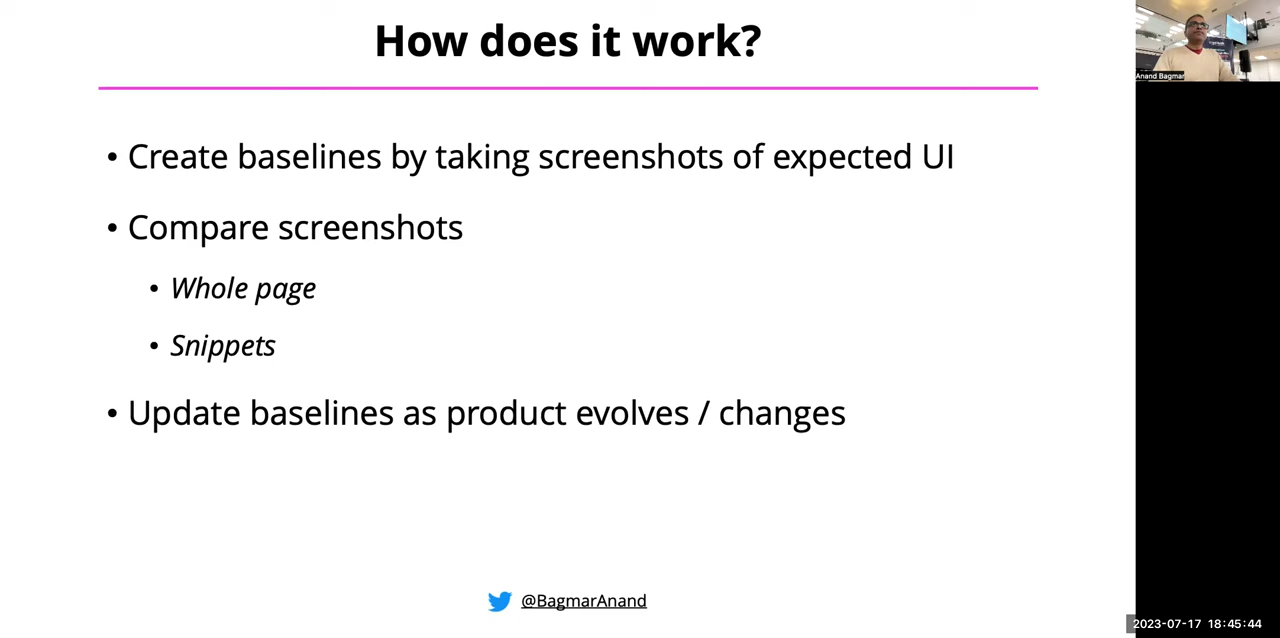 How does it work?
• Create baselines by taking screenshots of expected UI
• Compare screenshots
• Whole page
• Snippets
• Update baselines as product evolves / changes
@BagmarAnand
Anand Bagmar
2023-07-17 18:45:44